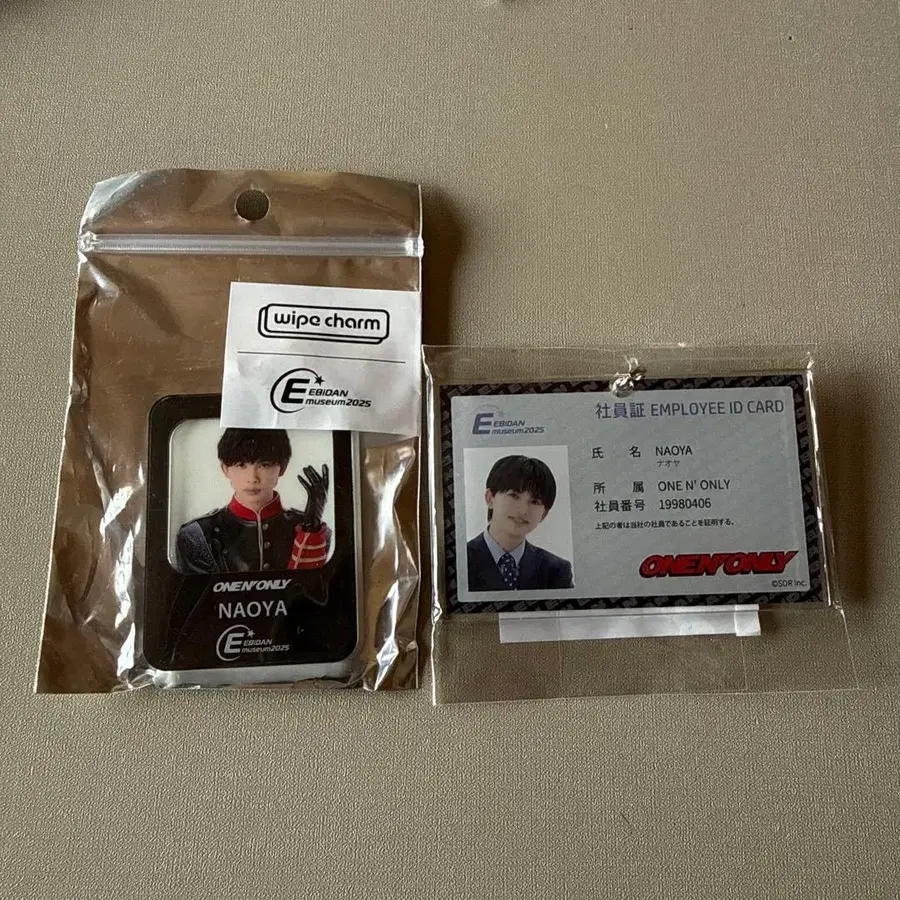 wipe charm
E EBiDAN
museum2025
ONE N' ONLY
NAOYA
E EBiDAN
museum2025
E EBiDAN
museum2025
社員証 EMPLOYEE ID CARD
氏 名 NAOYA
ナオヤ
所 属 ONE N' ONLY
社員番号 19980406
上記の者は当社の社員であることを証明する。
ONE N' ONLY
©SDR Inc.